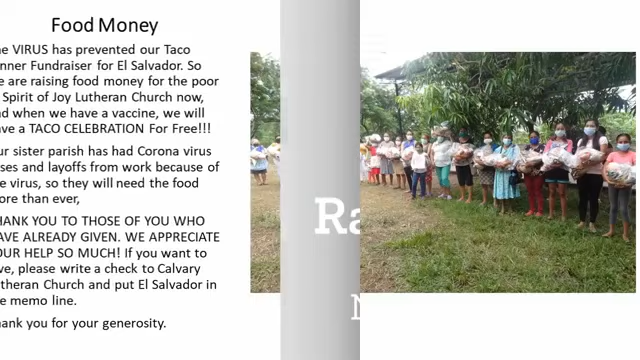 Food Money
e VIRUS has prevented our Taco
nner Fundraiser for El Salvador. So
e are raising food money for the poor
Spirit of Joy Lutheran Church now,
d when we have a vaccine, we will
ve a TACO CELEBRATION For Free!!!
ur sister parish has had Corona virus
ses and layoffs from work because of
e virus, so they will need the food
ore than ever,
HANK YOU TO THOSE OF YOU WHO
AVE ALREADY GIVEN. WE APPRECIATE
OUR HELP SO MUCH! If you want to
ve, please write a check to Calvary
theran Church and put El Salvador in
e memo line.
ank you for your generosity.
Ra